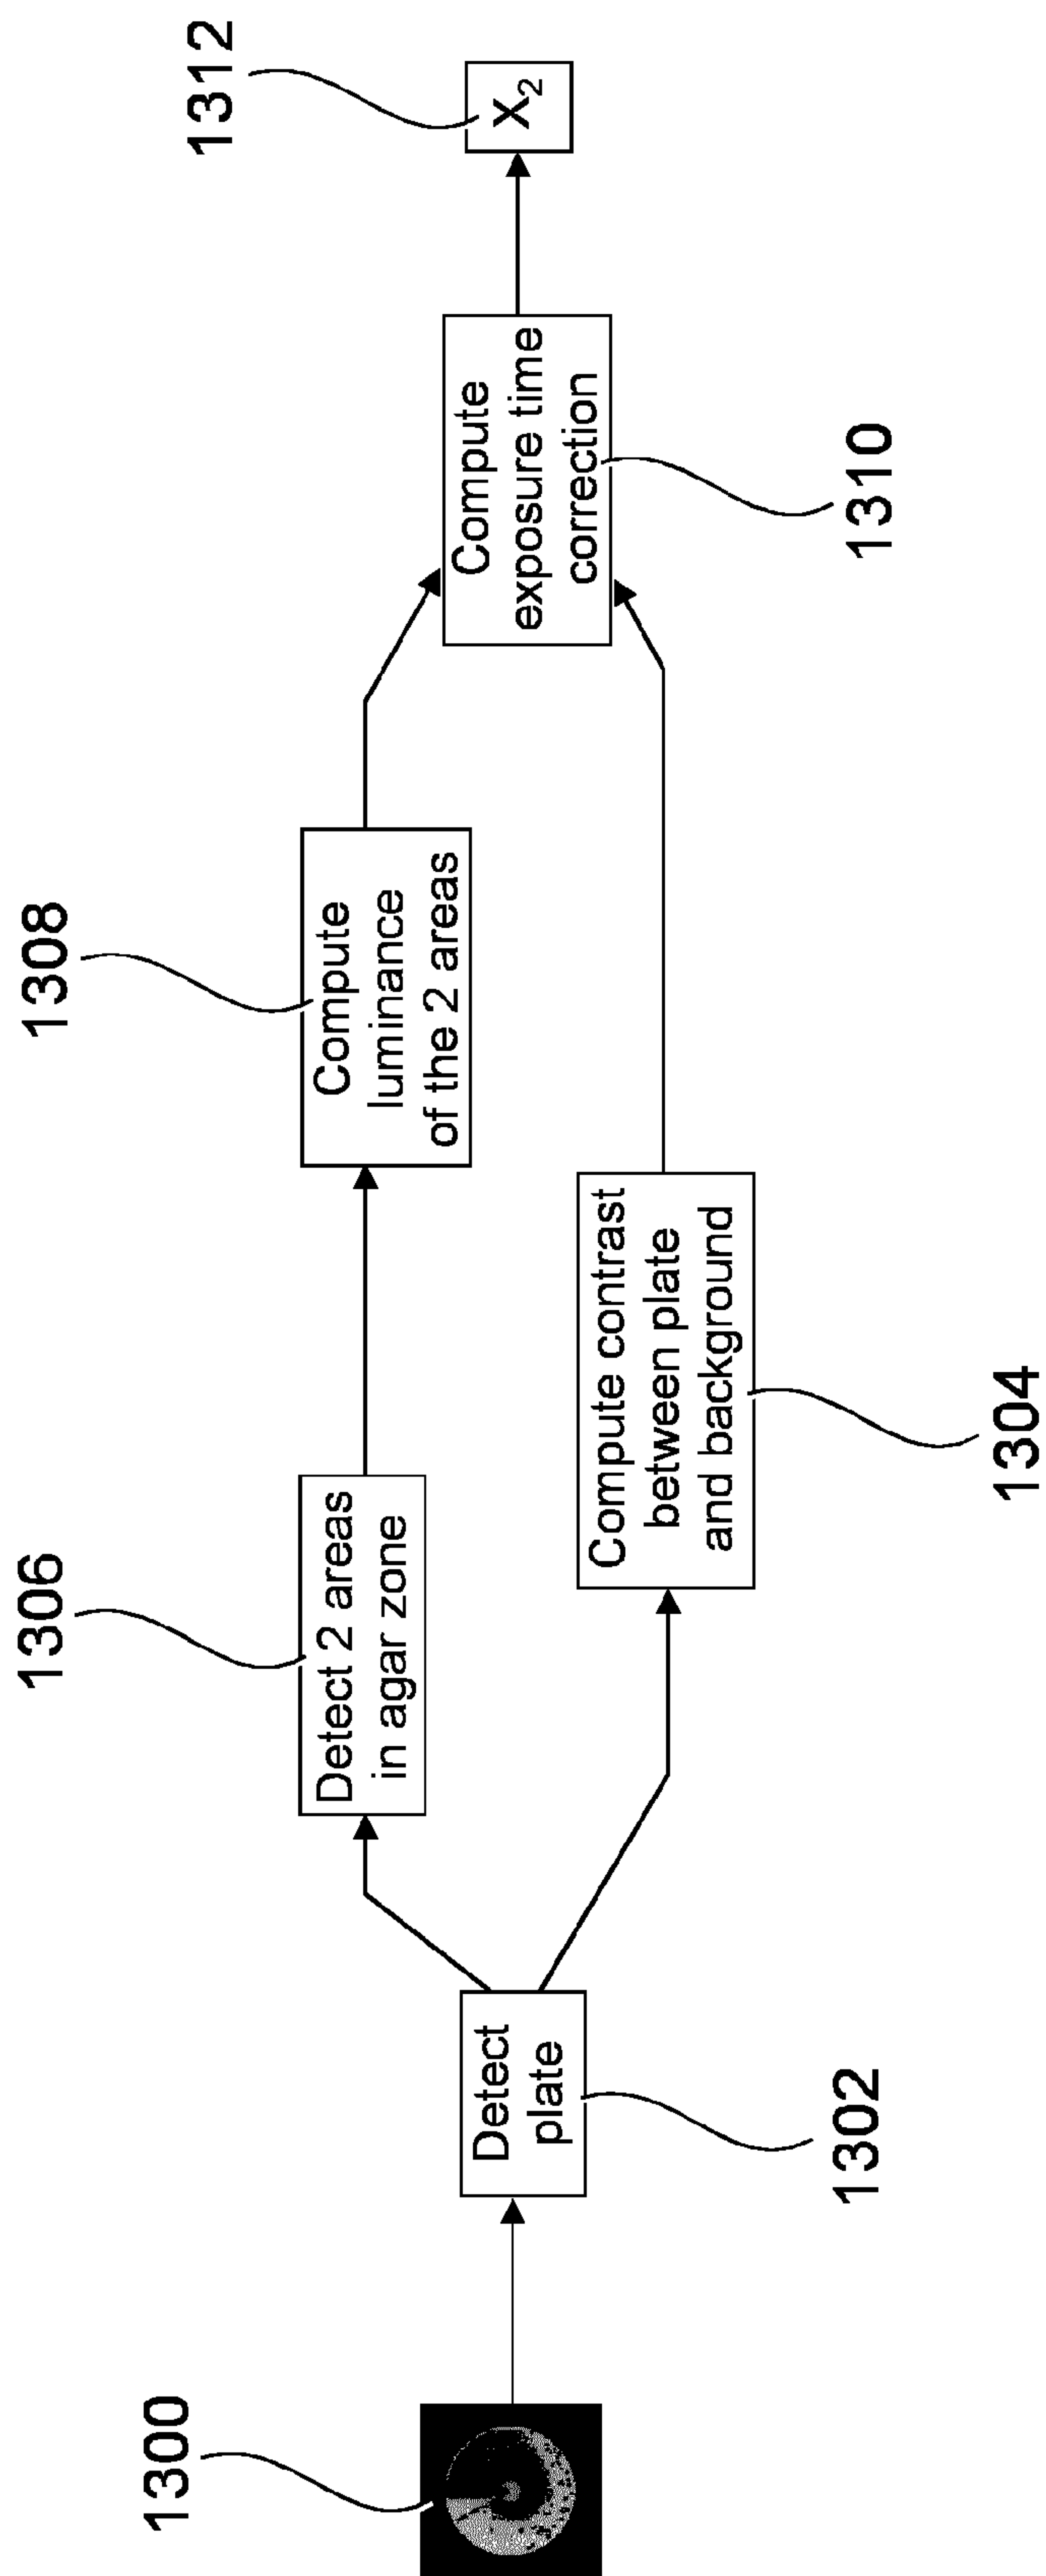 1300
Detect
plate
1302
1306
Detect 2 areas
in agar zone
Compute contrast
between plate
and background
1304
1308
Compute
luminance
of the 2 areas
Compute
exposure time
correction
1310
1312
X₂